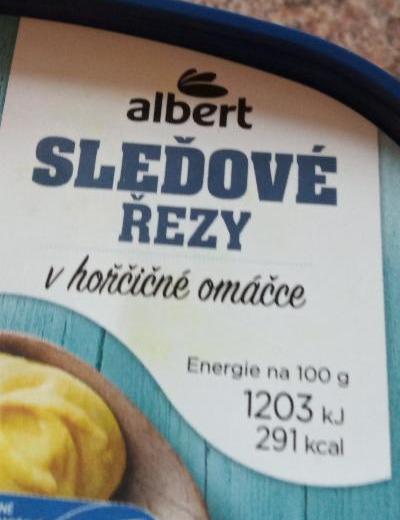 albert
SLEĎOVÉ
ŘEZY
v hořčičné omáčce
Energie na 100 g
1203 kJ
291 kcal